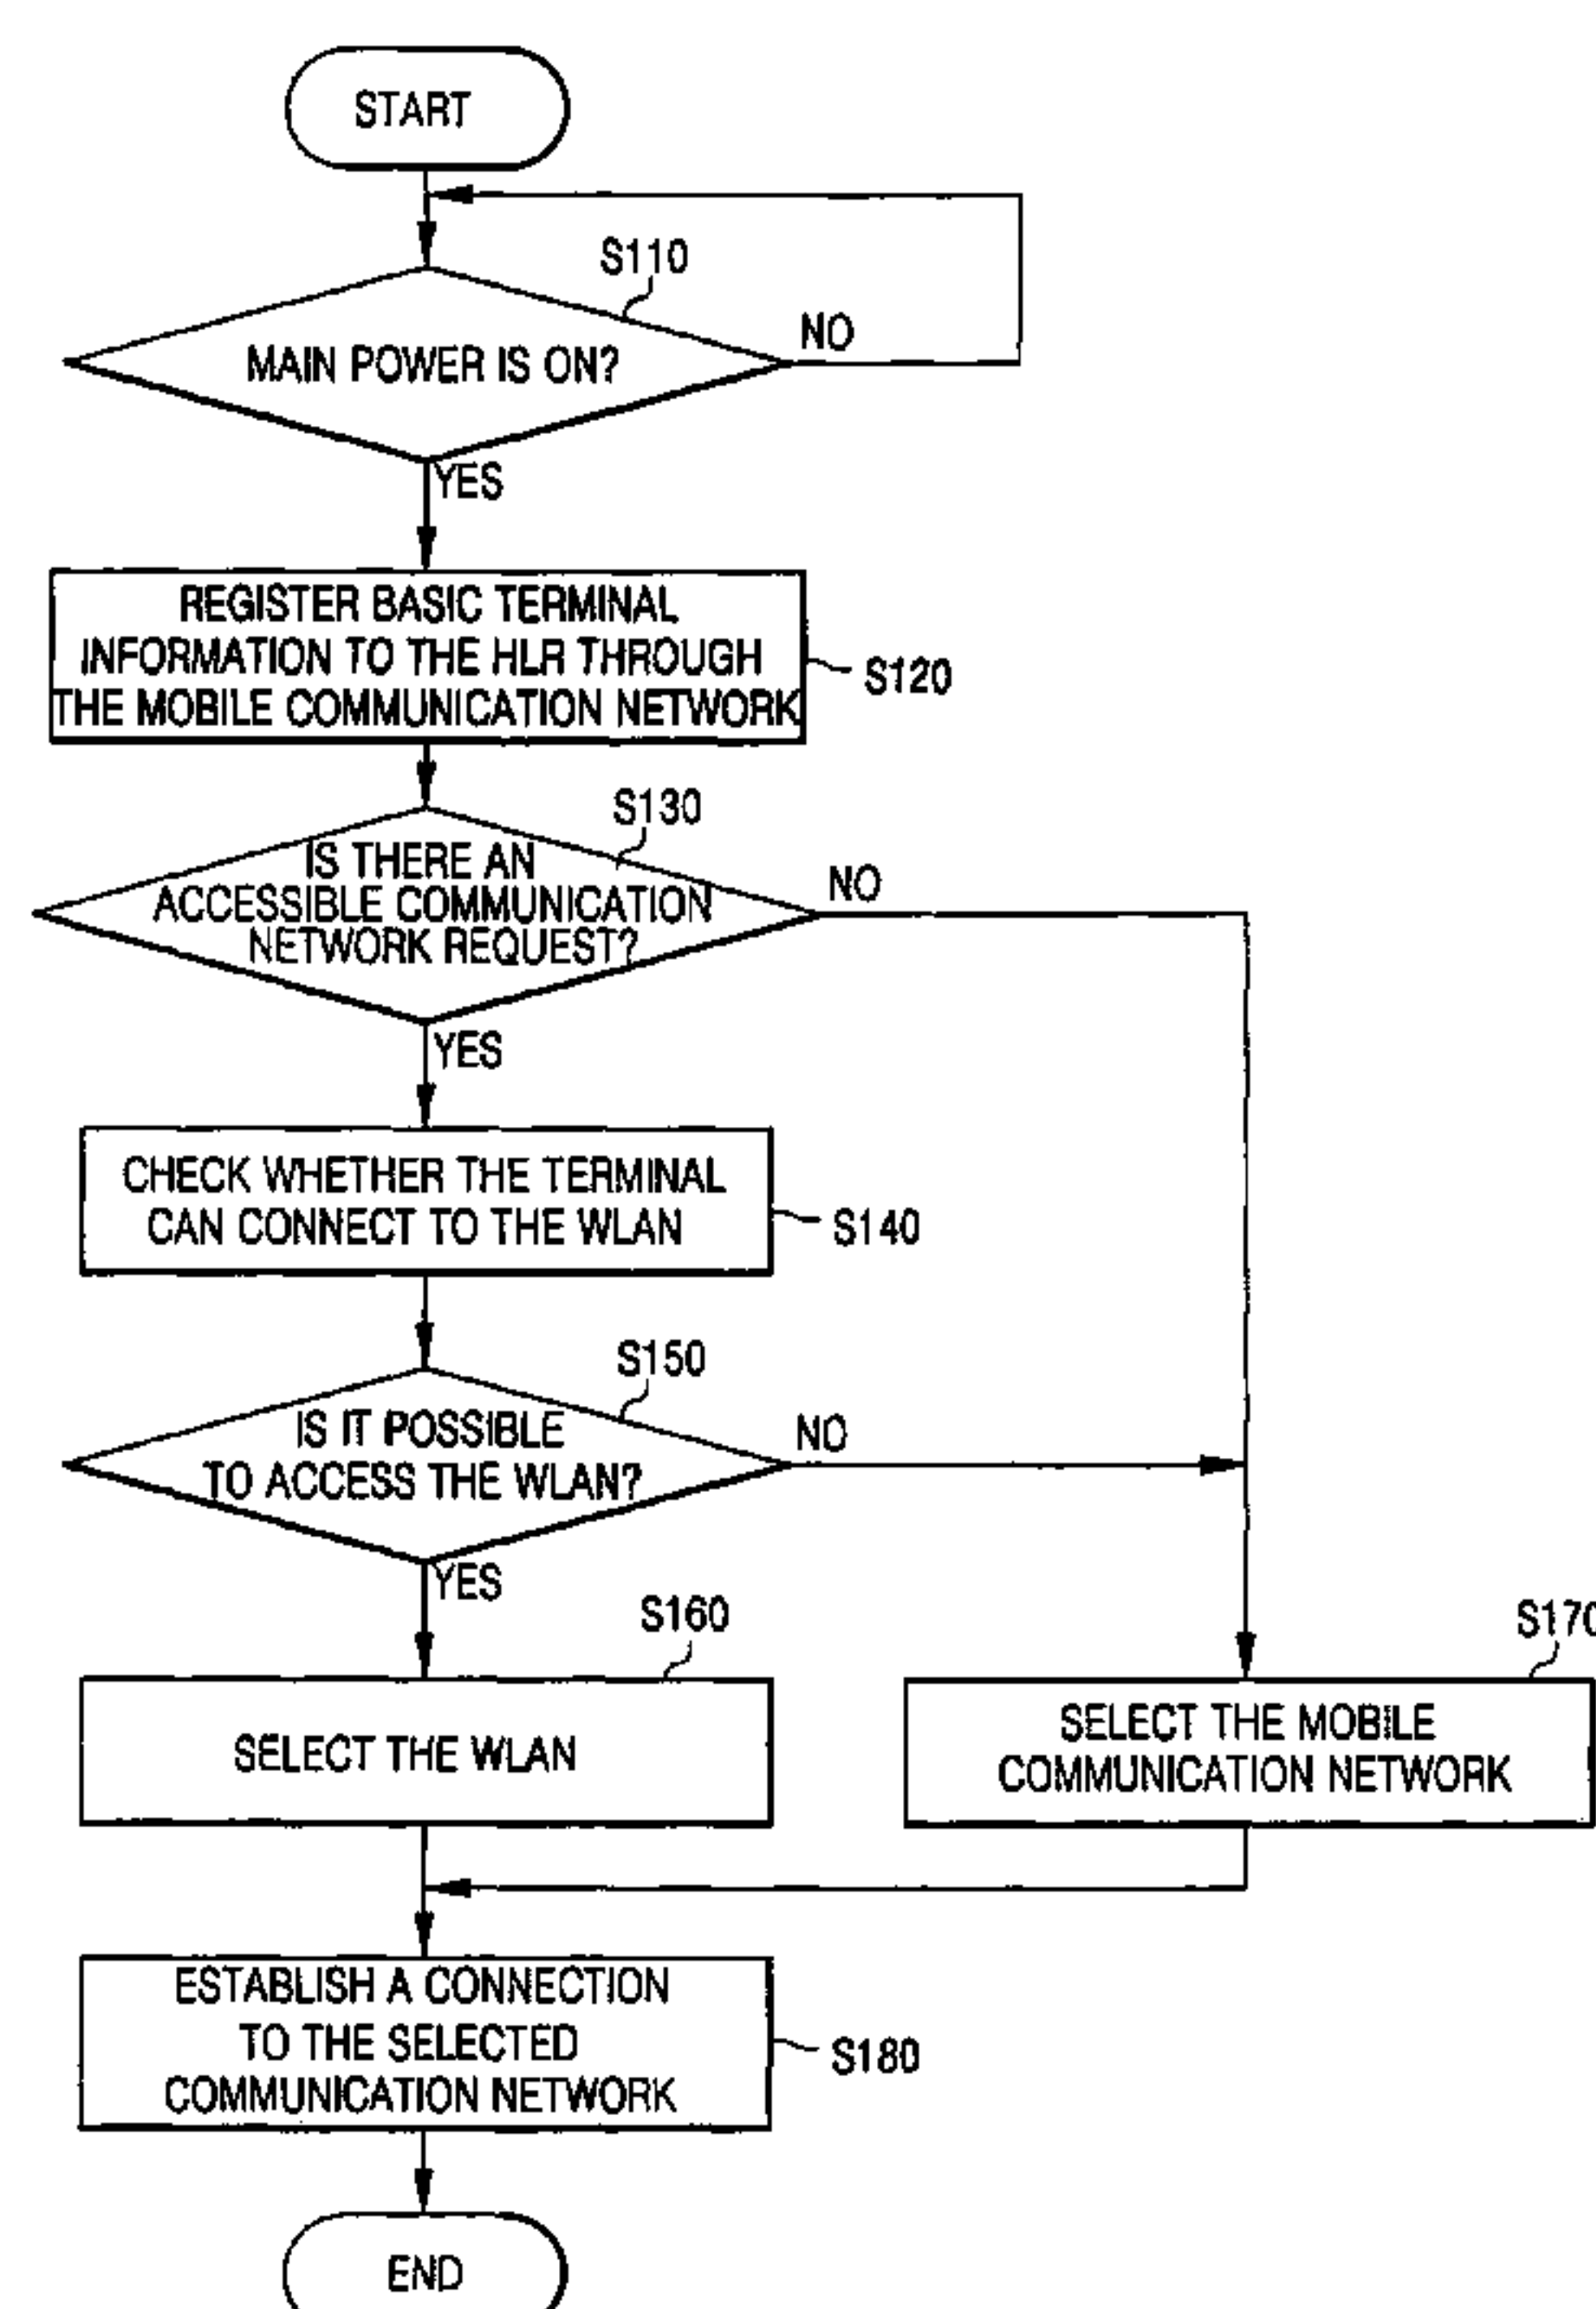 START
S110
MAIN POWER IS ON?
NO
YES
REGISTER BASIC TERMINAL
INFORMATION TO THE HLR THROUGH
THE MOBILE COMMUNICATION NETWORK
S120
S130
IS THERE AN
ACCESSIBLE COMMUNICATION
NETWORK REQUEST?
NO
YES
CHECK WHETHER THE TERMINAL
CAN CONNECT TO THE WLAN
S140
S150
IS IT POSSIBLE
TO ACCESS THE WLAN?
NO
YES
S160
S170
SELECT THE WLAN
SELECT THE MOBILE
COMMUNICATION NETWORK
ESTABLISH A CONNECTION
TO THE SELECTED
COMMUNICATION NETWORK
S180
END